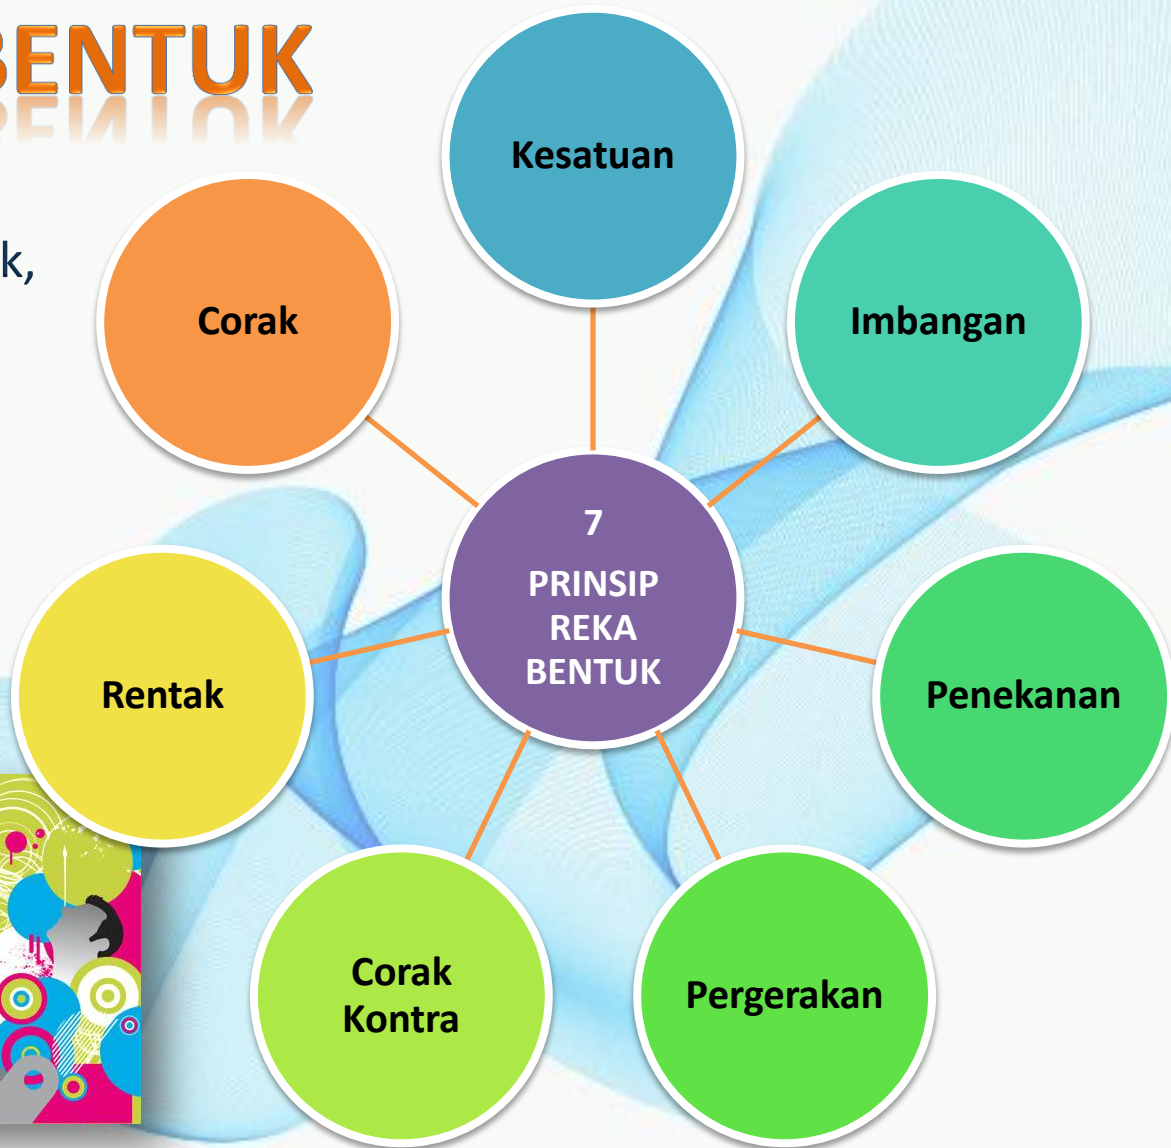 BENTUK
k,
Kesatuan
Corak
Imbangan
7
PRINSIP
REKA
BENTUK
Rentak
Penekanan
Corak
Kontra
Pergerakan